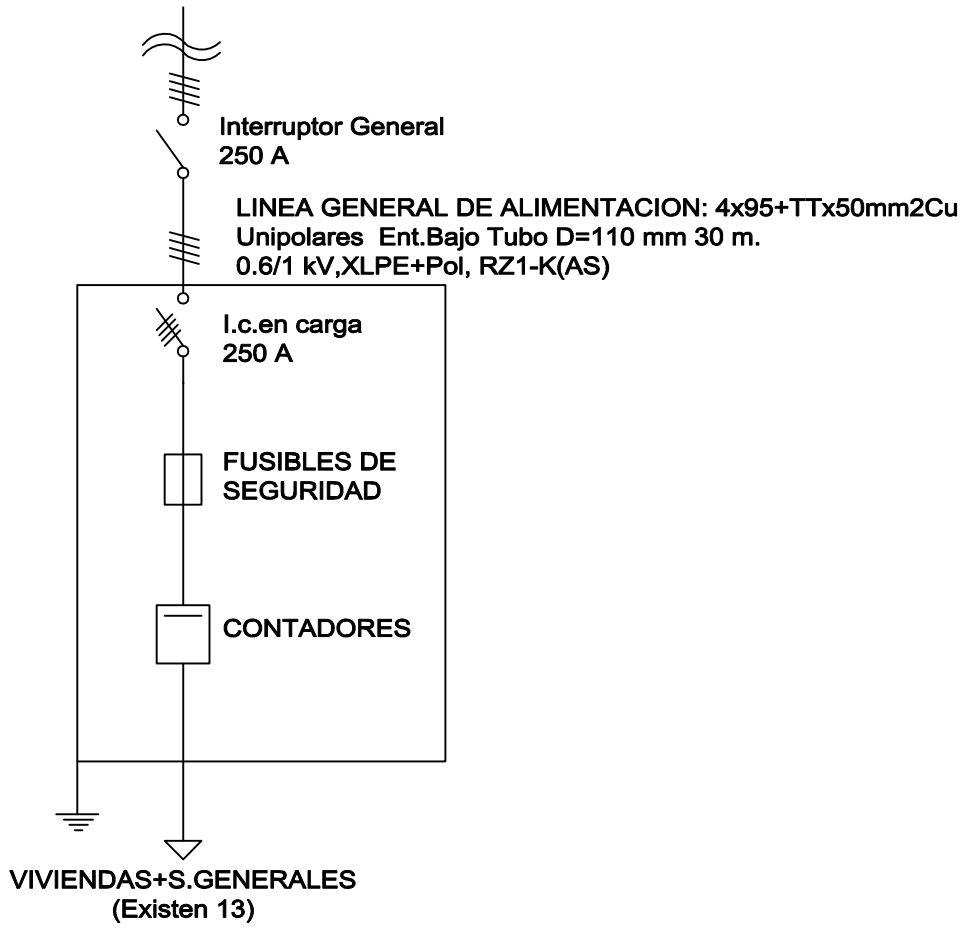 Interruptor General
250 A
LINEA GENERAL DE ALIMENTACION: 4x95+TTx50mm2Cu
Unipolares Ent.Bajo Tubo D=110 mm 30 m.
0.6/1 kV,XLPE+Pol, RZ1-K(AS)
I.c.en carga
250 A
FUSIBLES DE
SEGURIDAD
CONTADORES
VIVIENDAS+S.GENERALES
(Existen 13)